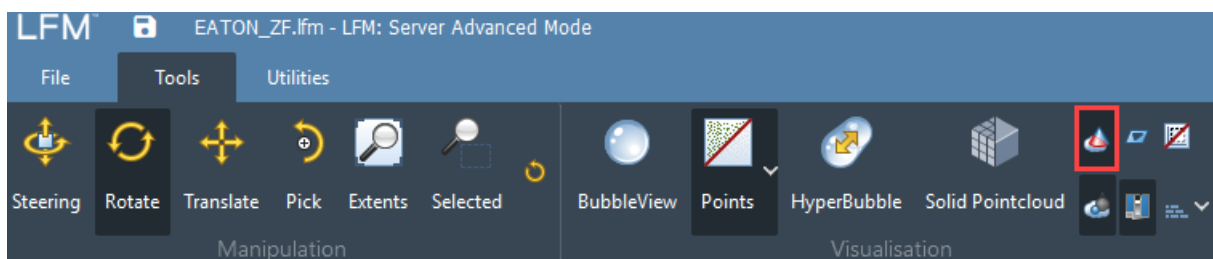 LFM™ EATON_ZF.lfm - LFM: Server Advanced Mode
File Tools Utilities
Steering Rotate Translate Pick Extents Selected BubbleView Points HyperBubble Solid Pointcloud
Manipulation Visualisation